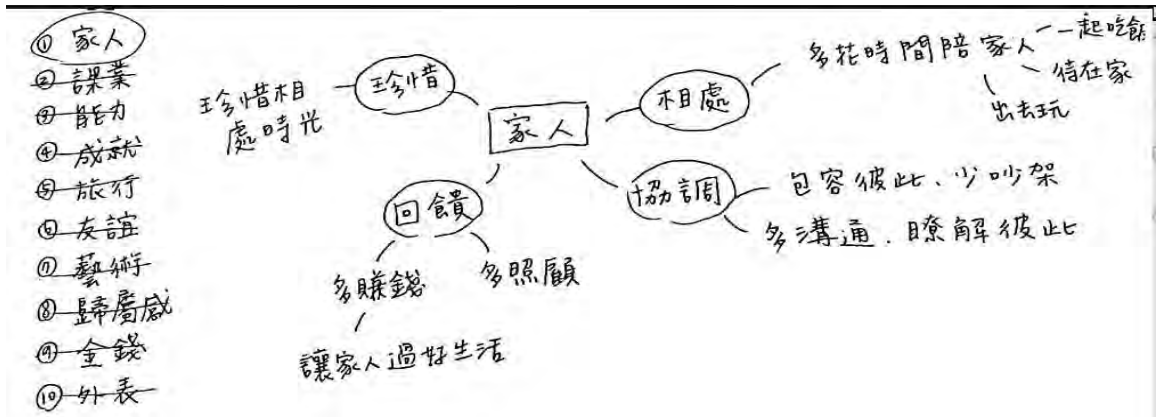 ① 家人
② 課業
③ 能力
④ 成就
⑤ 旅行
⑥ 友誼
⑦ 藝術
⑧ 歸屬感
⑨ 金錢
⑩ 外表
家人
珍惜
珍惜相
處時光
相處
多花時間陪家人
一起吃飯
待在家
出去玩
協調
包容彼此、少吵架
多溝通、瞭解彼此
回饋
多賺錢
讓家人過好生活
多照顧